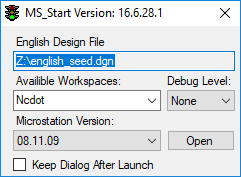 MS_Start Version: 16.6.28.1
English Design File
Z:\english_seed.dgn
Availible Workspaces:
Debug Level:
Ncdot
None
Microstation Version:
08.11.09
Open
Keep Dialog After Launch